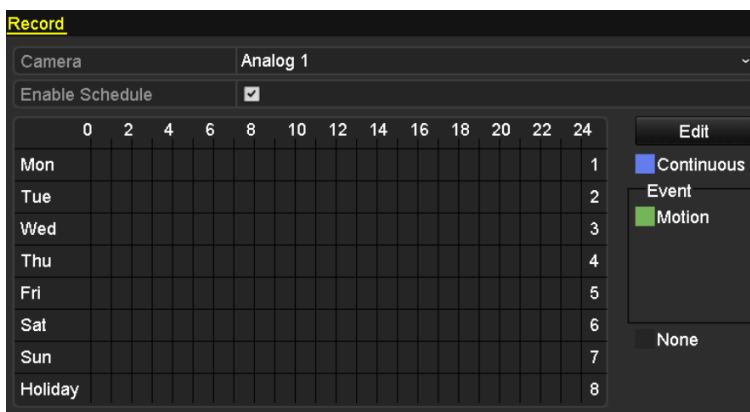 Record
Camera Analog 1
Enable Schedule
0 2 4 6 8 10 12 14 16 18 20 22 24
Edit
Mon 1
Continuous
Event
Tue 2
Motion
Wed 3
Thu 4
Fri 5
Sat 6
None
Sun 7
Holiday 8